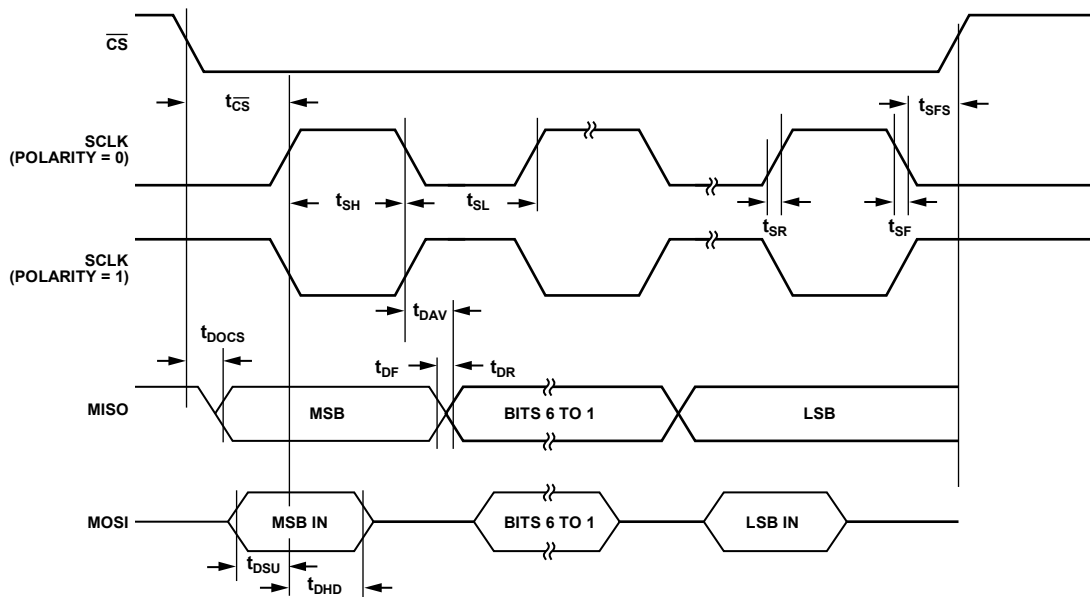 CS
tCS
tSFS
SCLK
(POLARITY = 0)
tSH
tSL
tSR
tSF
SCLK
(POLARITY = 1)
tDAV
tDOCS
tDF
tDR
MISO
MSB
BITS 6 TO 1
LSB
MOSI
MSB IN
BITS 6 TO 1
LSB IN
tDSU
tDHD